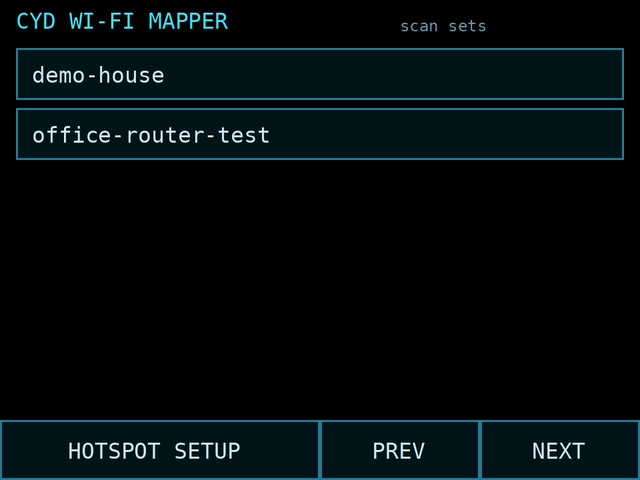 CYD WI-FI MAPPER
scan sets
demo-house
office-router-test
HOTSPOT SETUP
PREV
NEXT